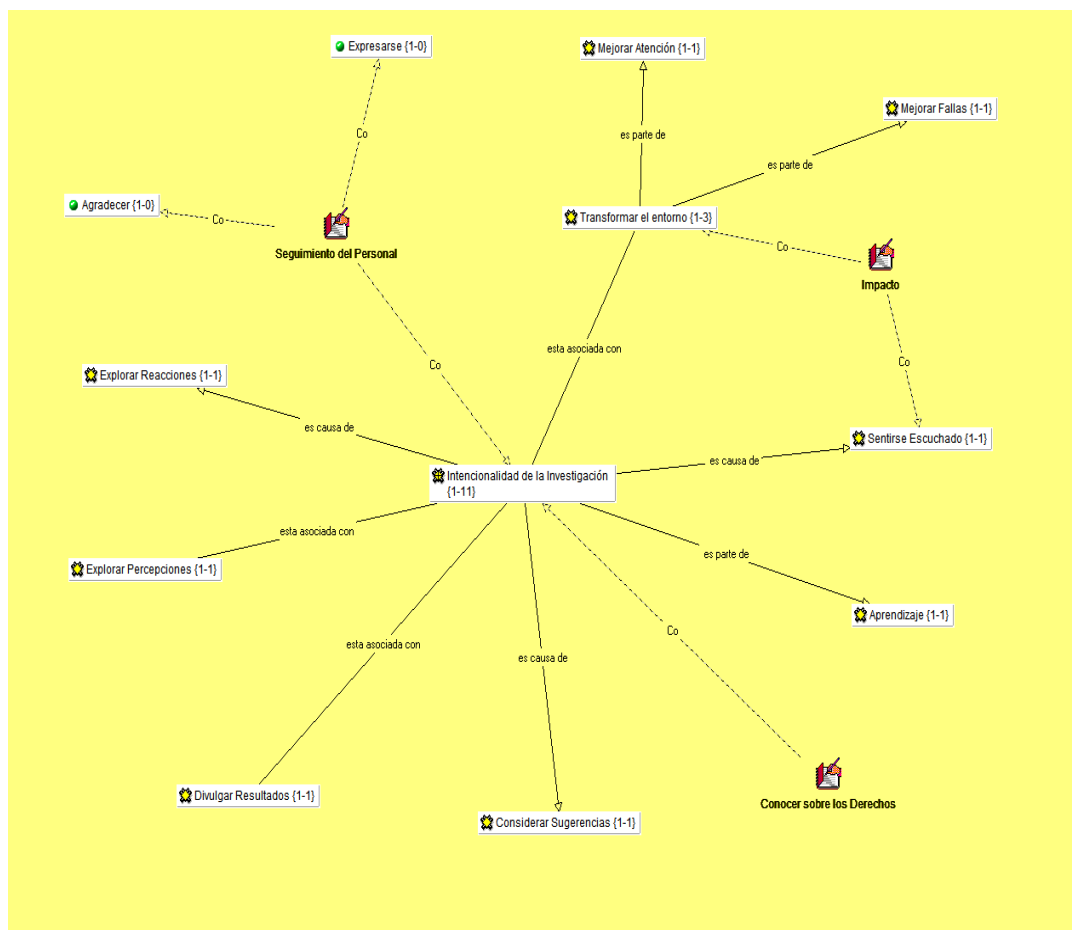 Expresarse {1-0}
Mejorar Atención {1-1}
Mejorar Fallas {1-1}
Co
es parte de
es parte de
Agradecer {1-0}
Co
Transformar el entorno {1-3}
Co
Seguimiento del Personal
Impacto
esta asociada con
Co
Co
Explorar Reacciones {1-1}
es causa de
Sentirse Escuchado {1-1}
es causa de
Intencionalidad de la Investigación
{1-11}
esta asociada con
es parte de
Explorar Percepciones {1-1}
Aprendizaje {1-1}
Co
esta asociada con
es causa de
Divulgar Resultados {1-1}
Conocer sobre los Derechos
Considerar Sugerencias {1-1}